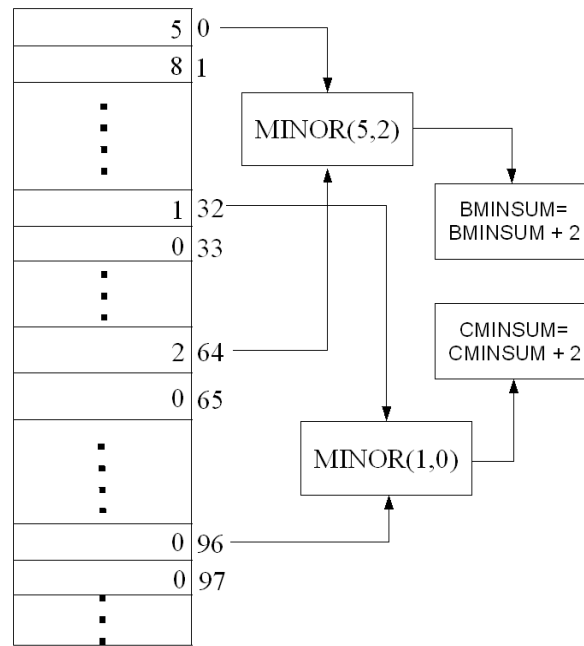 5 0
8 1
MINOR(5,2)
1 32
BMINSUM=
BMINSUM + 2
0 33
CMINSUM=
CMINSUM + 2
2 64
0 65
MINOR(1,0)
0 96
0 97